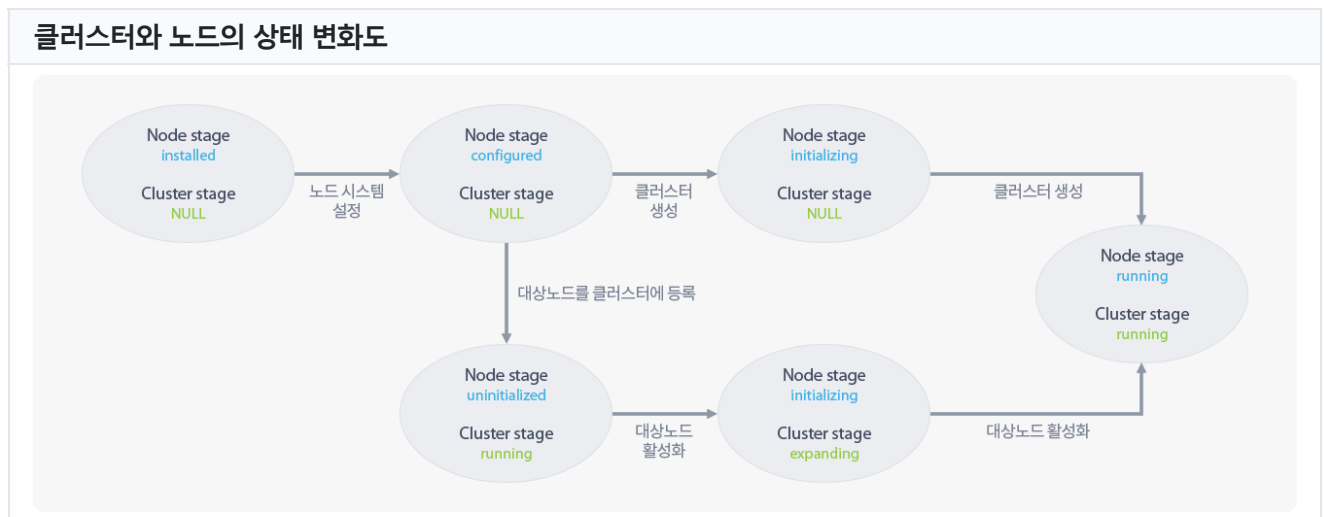 클러스터와 노드의 상태 변화도
Node stage
installed
Cluster stage
NULL
노드 시스템
설정
Node stage
configured
Cluster stage
NULL
클러스터
생성
Node stage
initializing
Cluster stage
NULL
클러스터 생성
대상노드를 클러스터에 등록
Node stage
running
Cluster stage
running
Node stage
uninitialized
Cluster stage
running
대상노드
활성화
Node stage
initializing
Cluster stage
expanding
대상노드 활성화